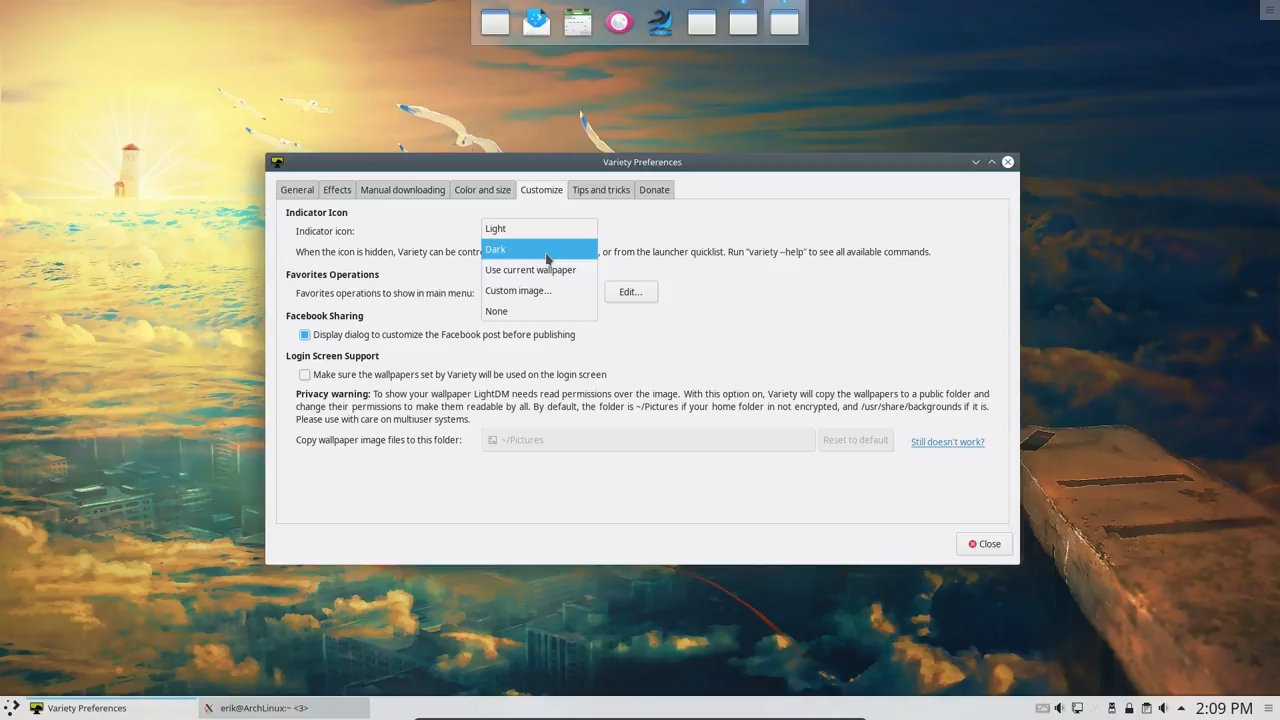 Variety Preferences
General Effects Manual downloading Color and size Customize Tips and tricks Donate
Indicator Icon
Indicator icon:
Light
Dark
Use current wallpaper
Custom image...
None
When the icon is hidden, Variety can be contr , or from the launcher quicklist. Run "variety --help" to see all available commands.
Favorites Operations
Favorites operations to show in main menu: Edit...
Facebook Sharing
Display dialog to customize the Facebook post before publishing
Login Screen Support
Make sure the wallpapers set by Variety will be used on the login screen
Privacy warning: To show your wallpaper LightDM needs read permissions over the image. With this option on, Variety will copy the wallpapers to a public folder and
change their permissions to make them readable by all. By default, the folder is ~/Pictures if your home folder in not encrypted, and /usr/share/backgrounds if it is.
Please use with care on multiuser systems.
Copy wallpaper image files to this folder: ~/Pictures Reset to default Still doesn't work?
Close
Variety Preferences erik@ArchLinux:~ <3> 2:09 PM